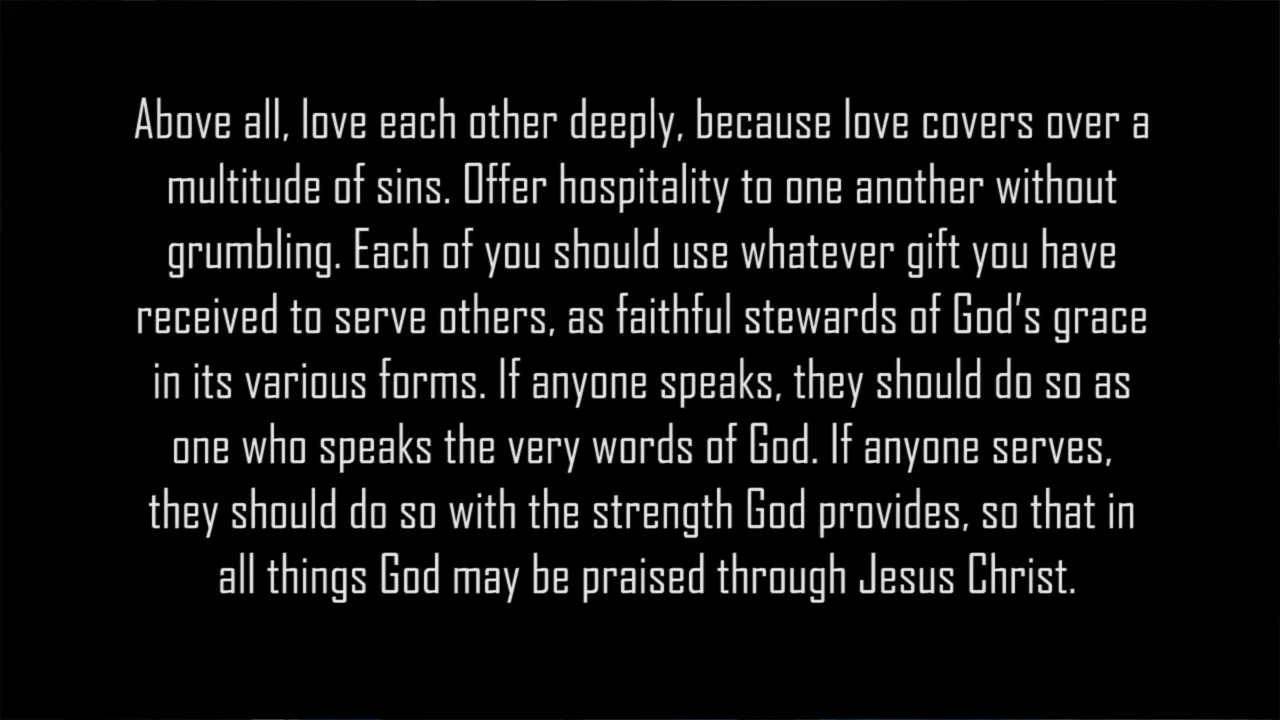 Above all, love each other deeply, because love covers over a
multitude of sins. Offer hospitality to one another without
grumbling. Each of you should use whatever gift you have
received to serve others, as faithful stewards of God's grace
in its various forms. If anyone speaks, they should do so as
one who speaks the very words of God. If anyone serves,
they should do so with the strength God provides, so that in
all things God may be praised through Jesus Christ.